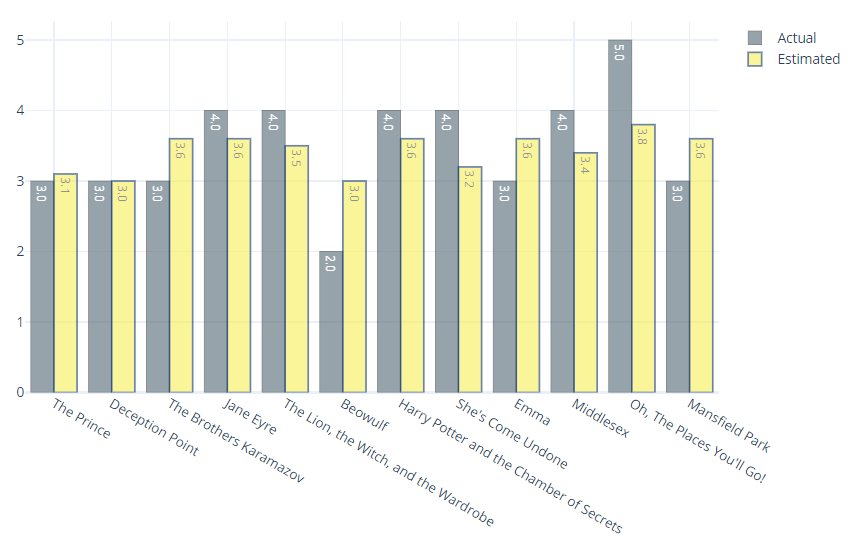 5
4
3
2
1
0
3.0
3.1
3.0
3.0
3.0
3.6
4.0
3.6
4.0
3.5
2.0
3.0
4.0
3.6
4.0
3.2
3.0
3.6
4.0
3.4
5.0
3.8
3.0
3.6
The Prince
Deception Point
The Brothers Karamazov
Jane Eyre
The Lion, the Witch, and the Wardrobe
Beowulf
Harry Potter and the Chamber of Secrets
She's Come Undone
Emma
Middlesex
Oh, The Places You'll Go!
Mansfield Park
Actual
Estimated